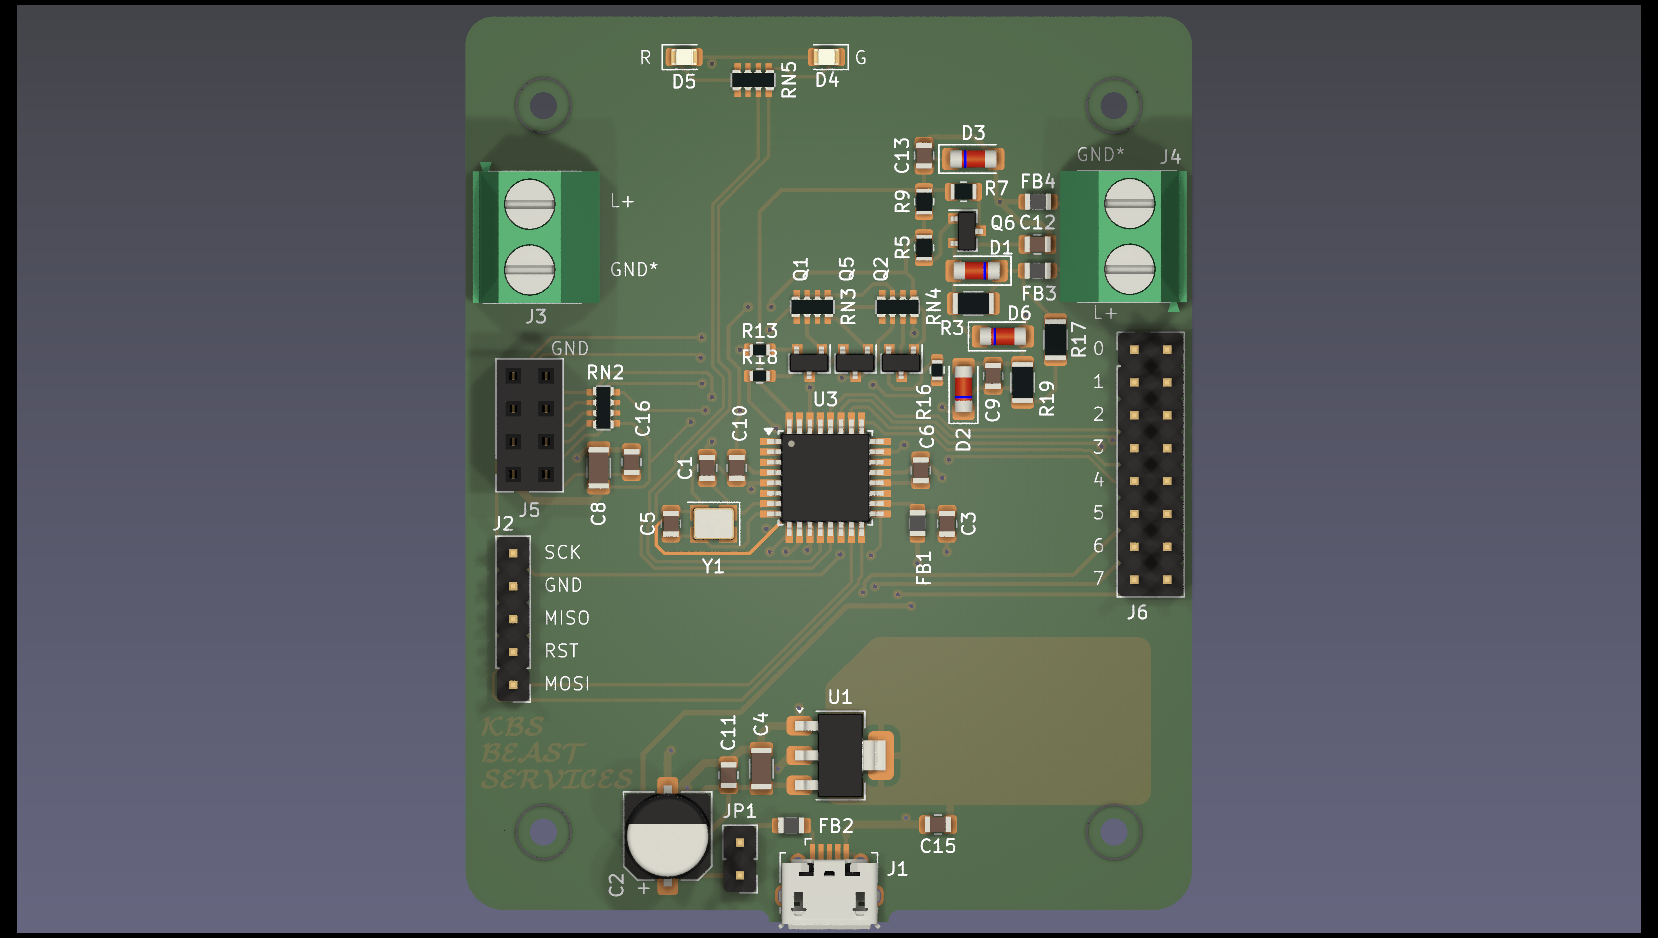 R
D5
RN5
D4
G
C13
D3
GND*
J4
R9
R7
FB4
L+
Q6
C12
R5
D1
GND*
Q1
Q5
Q2
FB3
J3
RN3
RN4
R3
D6
L+
R17
R13
R18
GND
0
RN2
1
R16
C9
R19
C16
U3
2
C10
C6
D2
3
C1
4
J5
C8
C5
C3
5
J2
SCK
Y1
FB1
6
GND
7
MISO
J6
RST
MOSI
U1
KBS
BEAST
SERVICES
C11
C4
JP1
FB2
C15
C2
+
J1